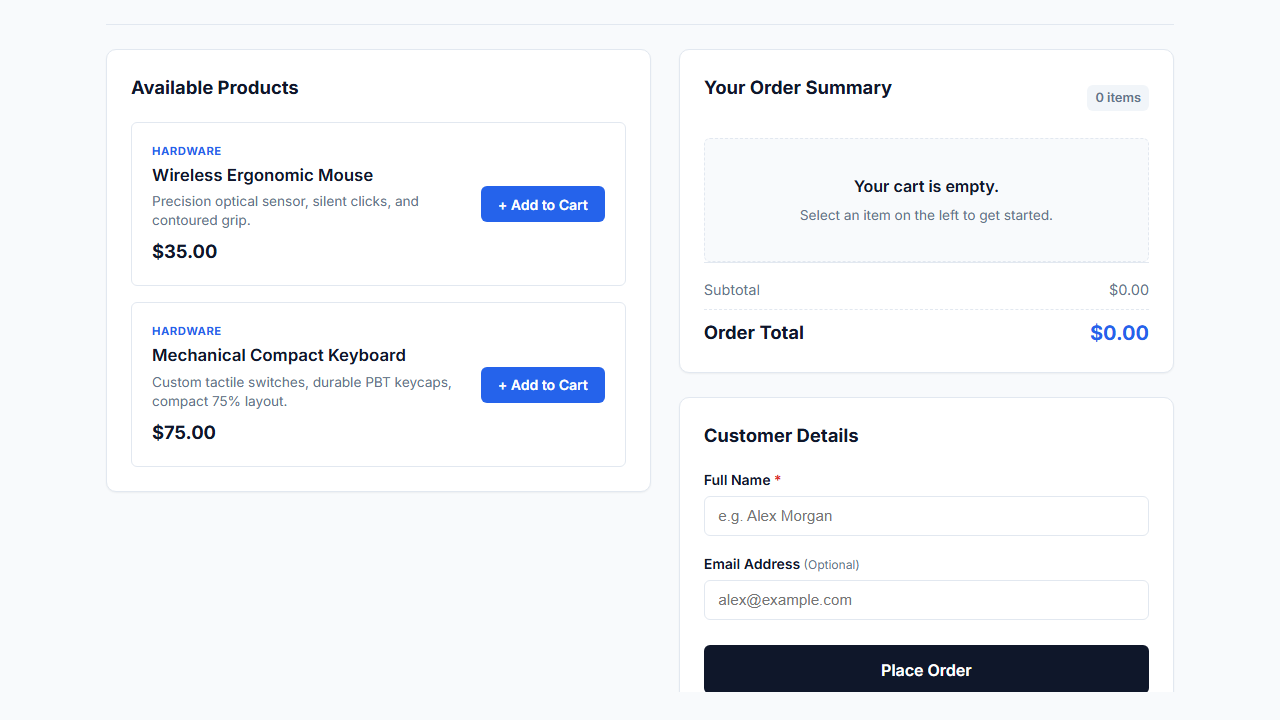 Available Products
HARDWARE
Wireless Ergonomic Mouse
Precision optical sensor, silent clicks, and
contoured grip.
$35.00
+ Add to Cart
HARDWARE
Mechanical Compact Keyboard
Custom tactile switches, durable PBT keycaps,
compact 75% layout.
$75.00
+ Add to Cart
Your Order Summary
0 items
Your cart is empty.
Select an item on the left to get started.
Subtotal $0.00
Order Total $0.00
Customer Details
Full Name *
e.g. Alex Morgan
Email Address (Optional)
alex@example.com
Place Order